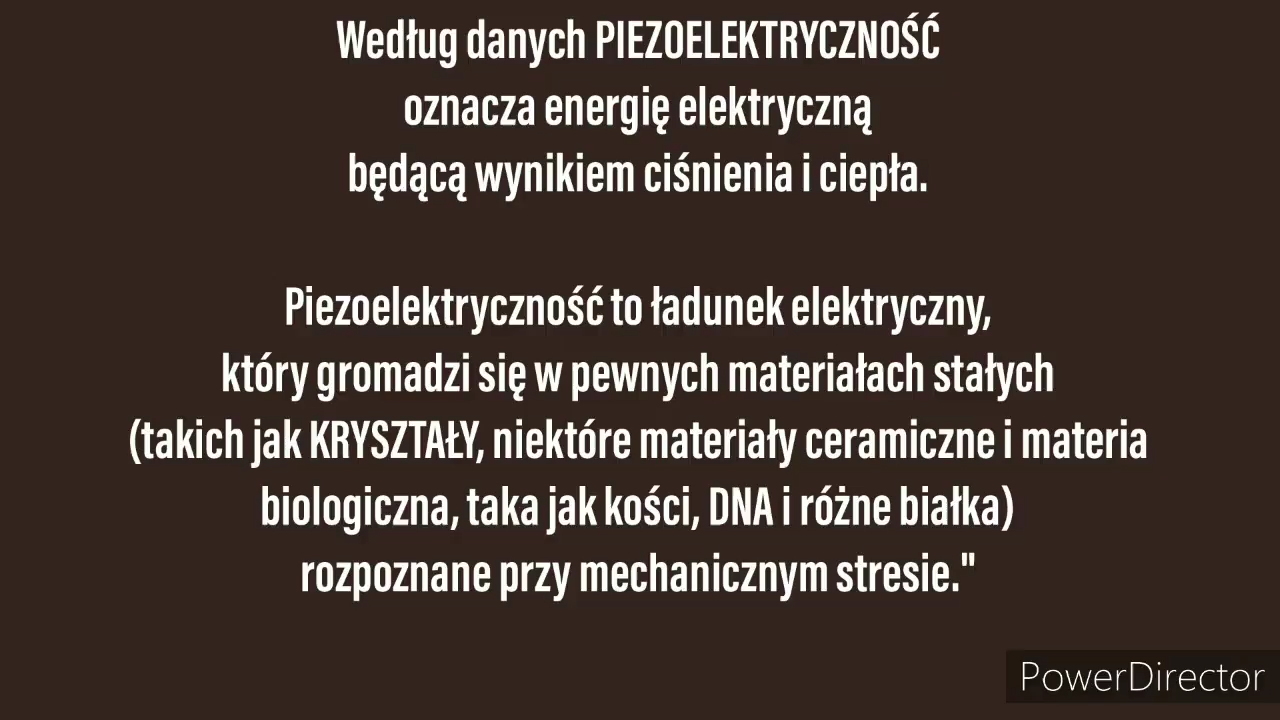 Według danych PIEZOELEKTRYCZNOŚĆ
oznacza energię elektryczną
będącą wynikiem ciśnienia i ciepła.
Piezoelektryczność to ładunek elektryczny,
który gromadzi się w pewnych materiałach stałych
(takich jak KRYSZTAŁY, niektóre materiały ceramiczne i materia
biologiczna, taka jak kości, DNA i różne białka)
rozpoznane przy mechanicznym stresie."
PowerDirector